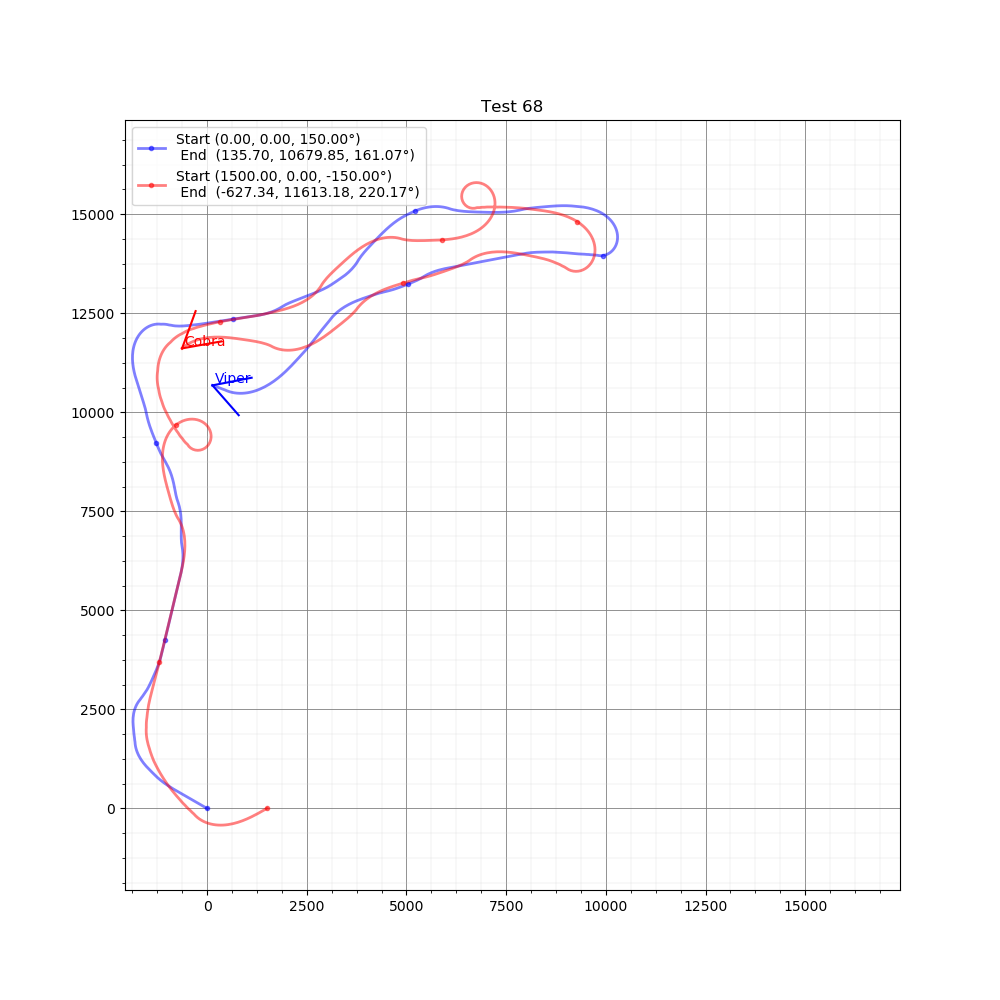 Test 68
Start (0.00, 0.00, 150.00°)
End  (135.70, 10679.85, 161.07°)
Start (1500.00, 0.00, -150.00°)
End  (-627.34, 11613.18, 220.17°)
15000
12500
10000
7500
5000
2500
0
Cobra
Viper
0 2500 5000 7500 10000 12500 15000